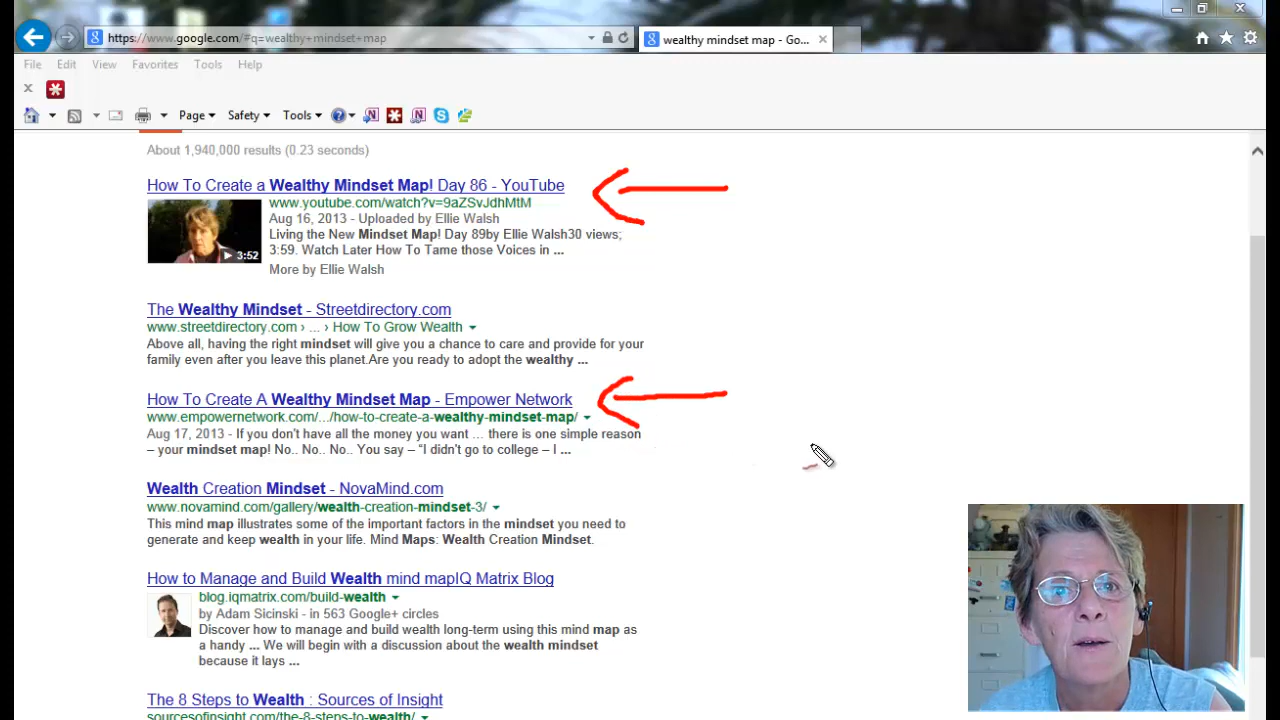 https://www.google.com/#q=wealthy+mindset+map
wealthy mindset map - Go...
File Edit View Favorites Tools Help
Page Safety Tools
About 1,940,000 results (0.23 seconds)
How To Create a Wealthy Mindset Map! Day 86 - YouTube
www.youtube.com/watch?v=9aZSvJdhMtM
Aug 16, 2013 - Uploaded by Ellie Walsh
Living the New Mindset Map! Day 89by Ellie Walsh30 views;
3:59. Watch Later How To Tame those Voices in ...
3:52
More by Ellie Walsh
The Wealthy Mindset - Streetdirectory.com
www.streetdirectory.com › ... › How To Grow Wealth
Above all, having the right mindset will give you a chance to care and provide for your
family even after you leave this planet.Are you ready to adopt the wealthy ...
How To Create A Wealthy Mindset Map - Empower Network
www.empowernetwork.com/.../how-to-create-a-wealthy-mindset-map/
Aug 17, 2013 - If you don't have all the money you want ... there is one simple reason
– your mindset map! No.. No.. No.. You say – “I didn't go to college – I ...
Wealth Creation Mindset - NovaMind.com
www.novamind.com/gallery/wealth-creation-mindset-3/
This mind map illustrates some of the important factors in the mindset you need to
generate and keep wealth in your life. Mind Maps: Wealth Creation Mindset.
How to Manage and Build Wealth mind mapIQ Matrix Blog
blog.iqmatrix.com/build-wealth
by Adam Sicinski - in 563 Google+ circles
Discover how to manage and build wealth long-term using this mind map as
a handy ... We will begin with a discussion about the wealth mindset
because it lays ...
The 8 Steps to Wealth : Sources of Insight
sourcesofinsight.com/the-8-steps-to-wealth/